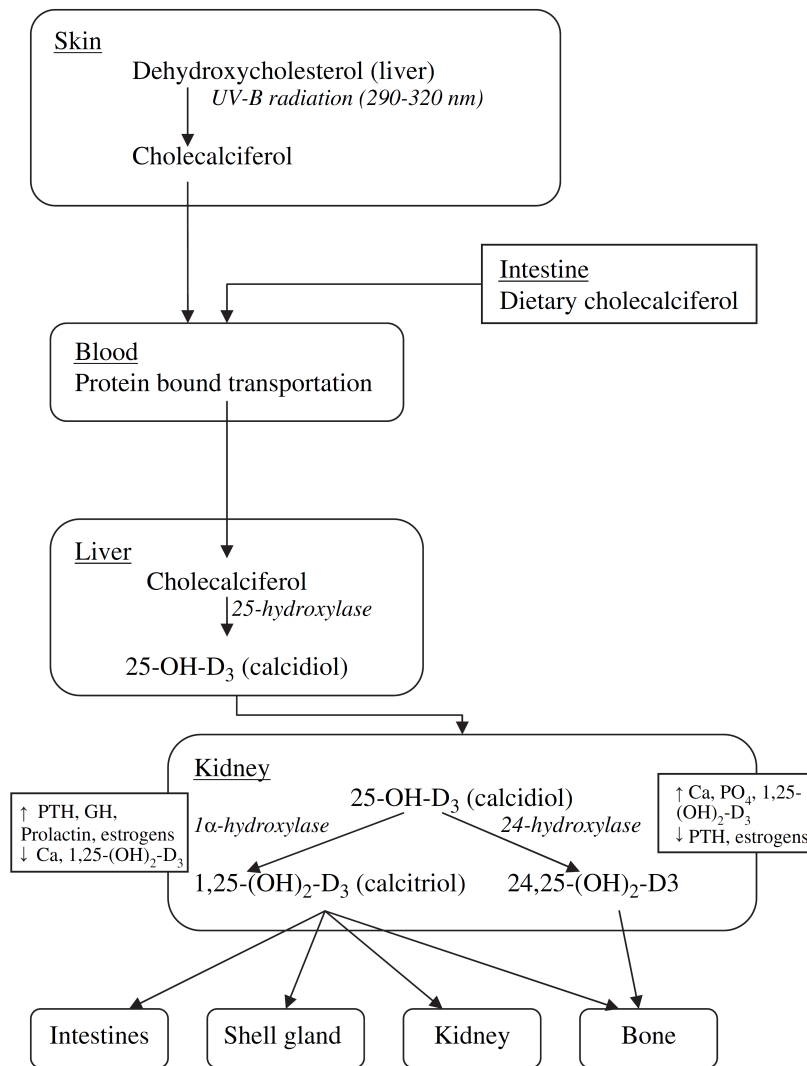 Skin
Dehydroxycholesterol (liver)
UV-B radiation (290-320 nm)
Cholecalciferol
Intestine
Dietary cholecalciferol
Blood
Protein bound transportation
Liver
Cholecalciferol
25-hydroxylase
25-OH-D₃ (calcidiol)
Kidney
25-OH-D₃ (calcidiol)
↑ PTH, GH,
Prolactin, estrogens
↓ Ca, 1,25-(OH)₂-D₃
1α-hydroxylase
24-hydroxylase
↑ Ca, PO₄, 1,25-
(OH)₂-D₃
↓ PTH, estrogens
1,25-(OH)₂-D₃ (calcitriol)
24,25-(OH)₂-D3
Intestines
Shell gland
Kidney
Bone